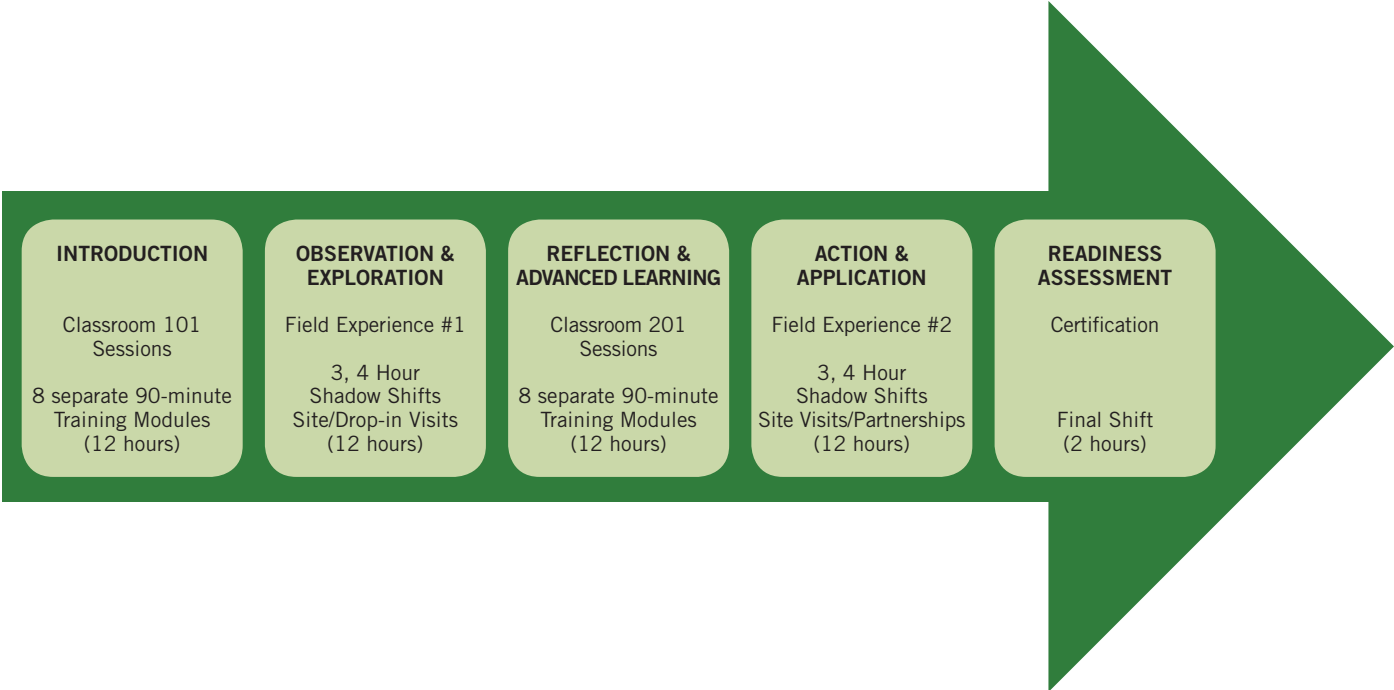 INTRODUCTION
Classroom 101
Sessions
8 separate 90-minute
Training Modules
(12 hours)
OBSERVATION &
EXPLORATION
Field Experience #1
3, 4 Hour
Shadow Shifts
Site/Drop-in Visits
(12 hours)
REFLECTION &
ADVANCED LEARNING
Classroom 201
Sessions
8 separate 90-minute
Training Modules
(12 hours)
ACTION &
APPLICATION
Field Experience #2
3, 4 Hour
Shadow Shifts
Site Visits/Partnerships
(12 hours)
READINESS
ASSESSMENT
Certification
Final Shift
(2 hours)